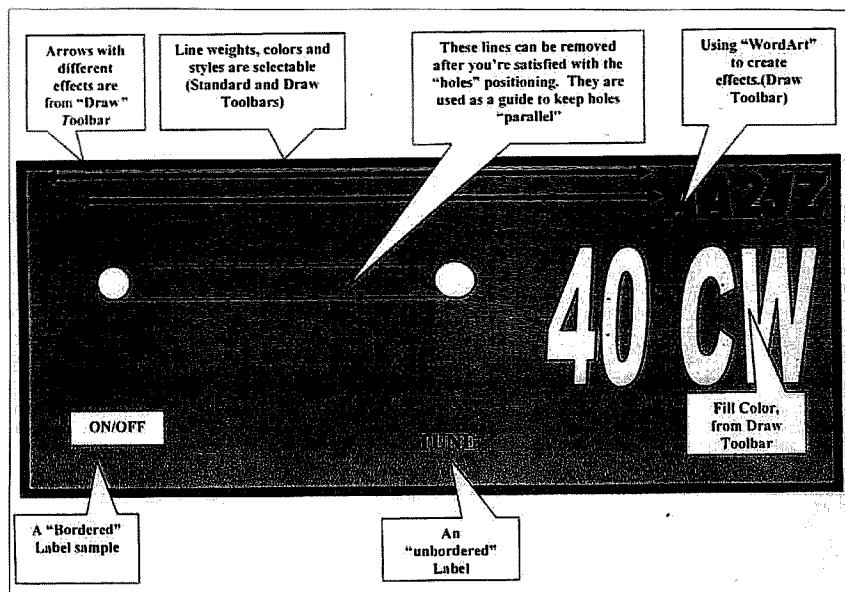 Arrows with
different
effects are
from “Draw”
Toolbar
Line weights, colors and
styles are selectable
(Standard and Draw
Toolbars)
These lines can be removed
after you’re satisfied with the
“holes” positioning. They are
used as a guide to keep holes
“parallel”
Using “WordArt”
to create
effects.(Draw
Toolbar)
40 CW
Fill Color,
from Draw
Toolbar
ON/OFF
TUNE
A “Bordered”
Label sample
An
“unbordered”
Label